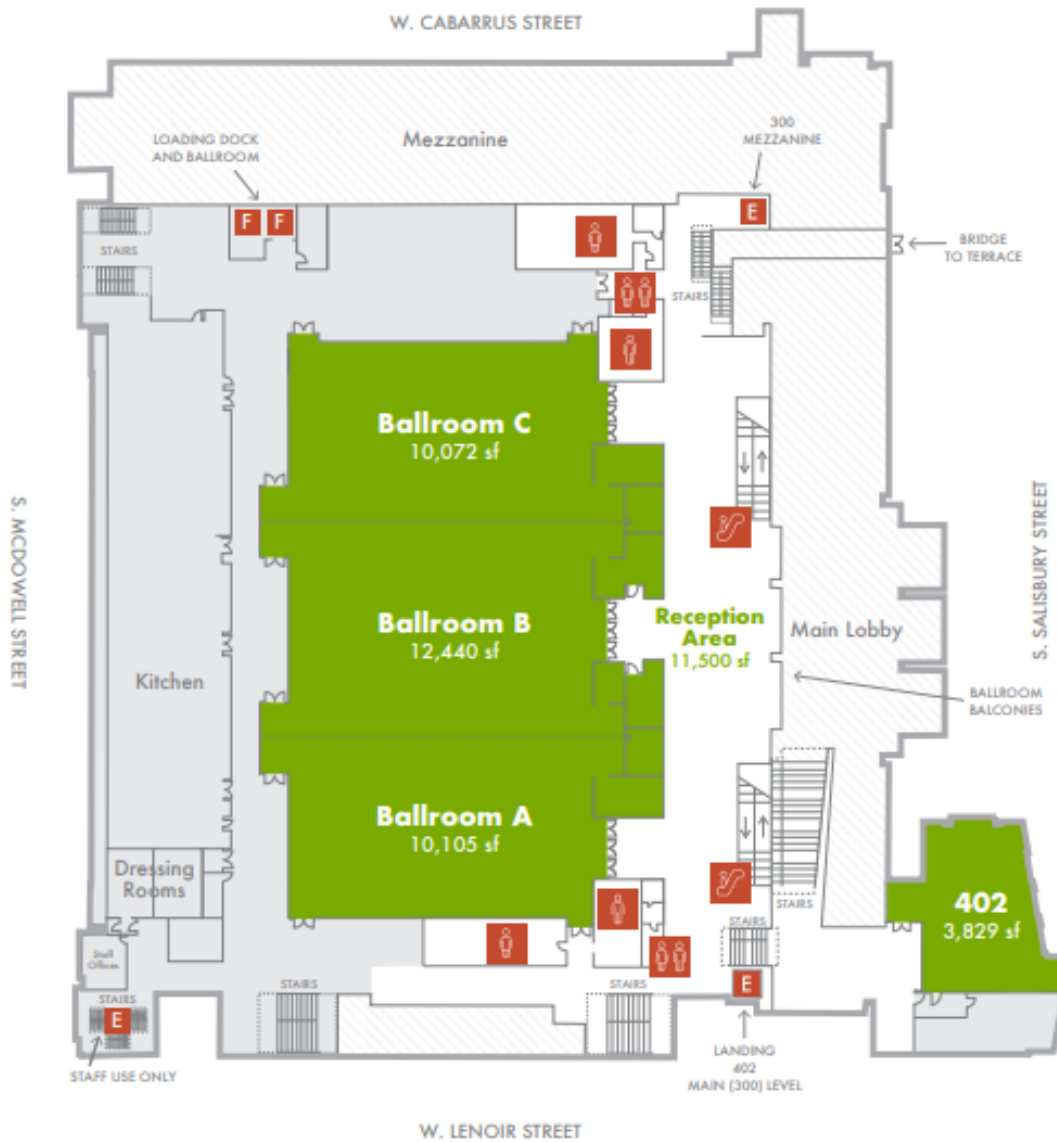 W. CABARRUS STREET
Mezzanine
LOADING DOCK
AND BALLROOM
300
MEZZANINE
F
F
E
STAIRS
BRIDGE
TO TERRACE
STAIRS
Ballroom C
10,072 sf
S. MCDOWELL STREET
S. SALISBURY STREET
Ballroom B
12,440 sf
Reception
Area
11,500 sf
Main Lobby
Kitchen
BALLROOM
BALCONIES
Ballroom A
10,105 sf
Dressing
Rooms
STAIRS
402
3,829 sf
STAIRS
Staff
Offices
STAIRS
E
STAIRS
STAIRS
E
STAFF USE ONLY
LANDING
402
MAIN (300) LEVEL
W. LENOIR STREET